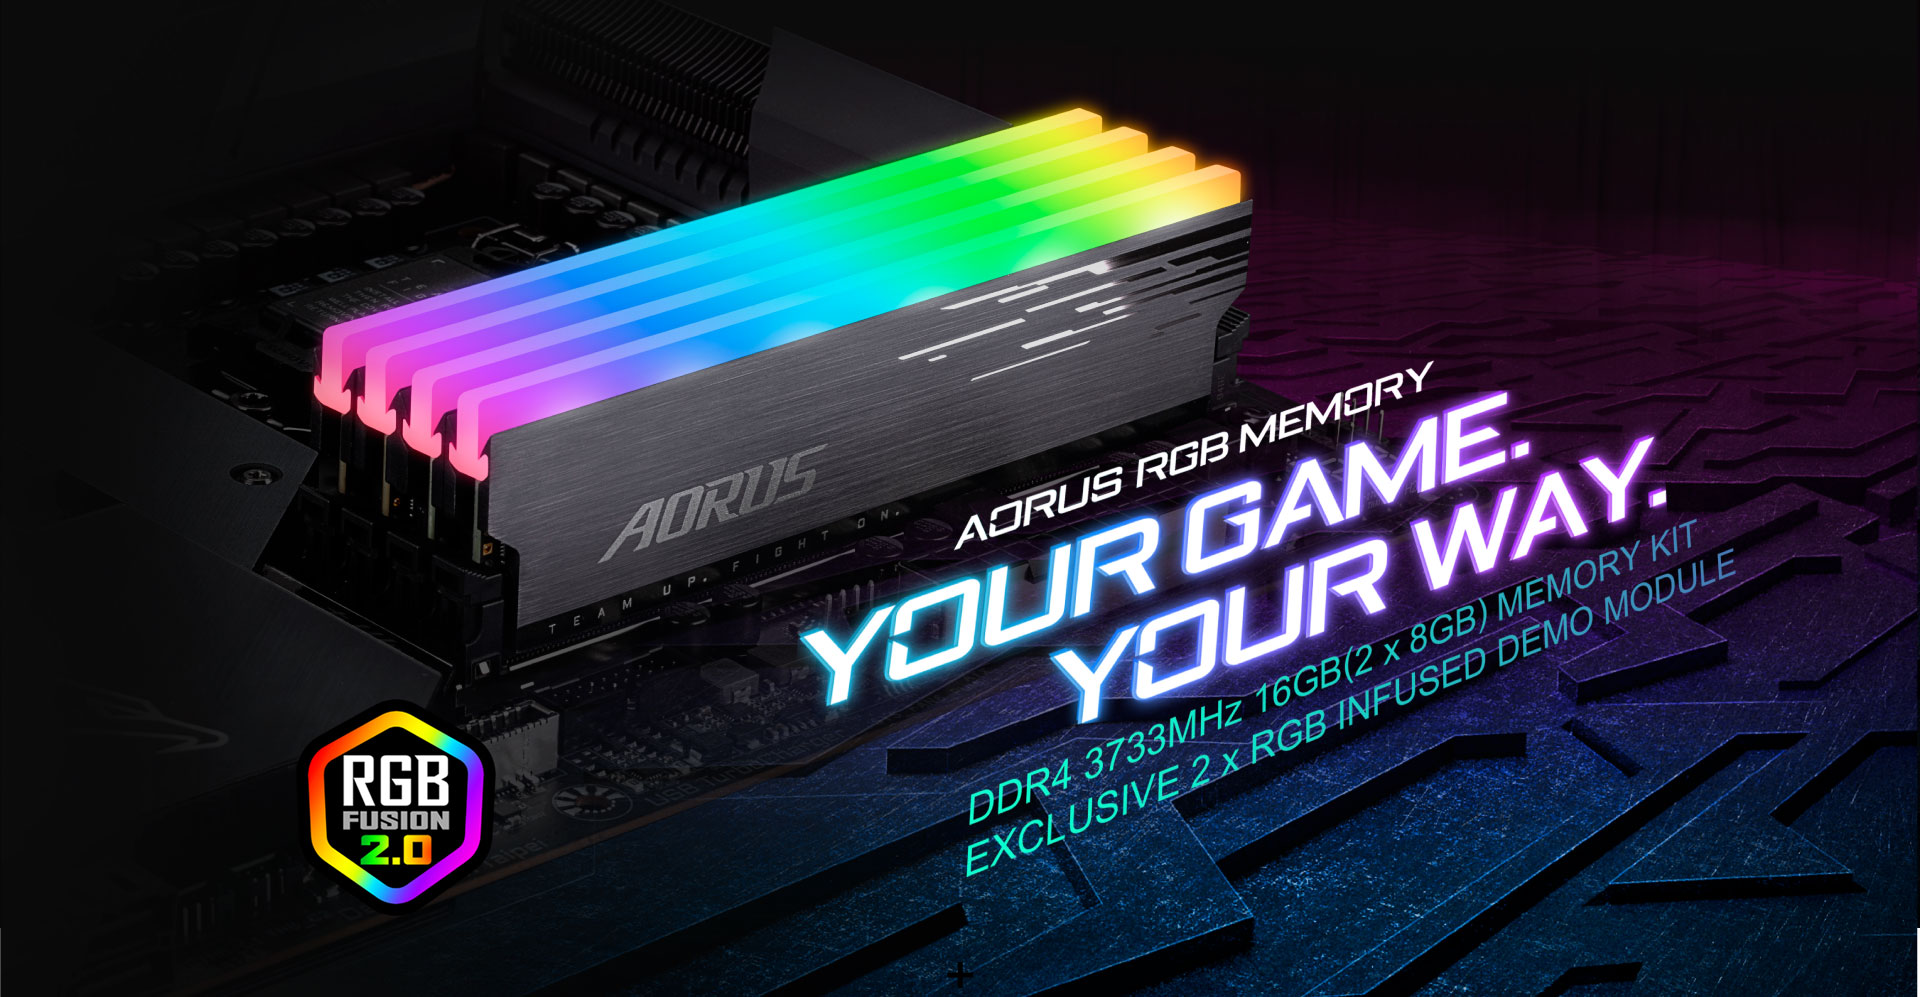 AORUS
TEAM UP. FIGHT ON.
AORUS RGB MEMORY
YOUR GAME.
YOUR WAY.
DDR4 3733MHz 16GB(2 x 8GB) MEMORY KIT
EXCLUSIVE 2 x RGB INFUSED DEMO MODULE
RGB
FUSION
2.0
USB